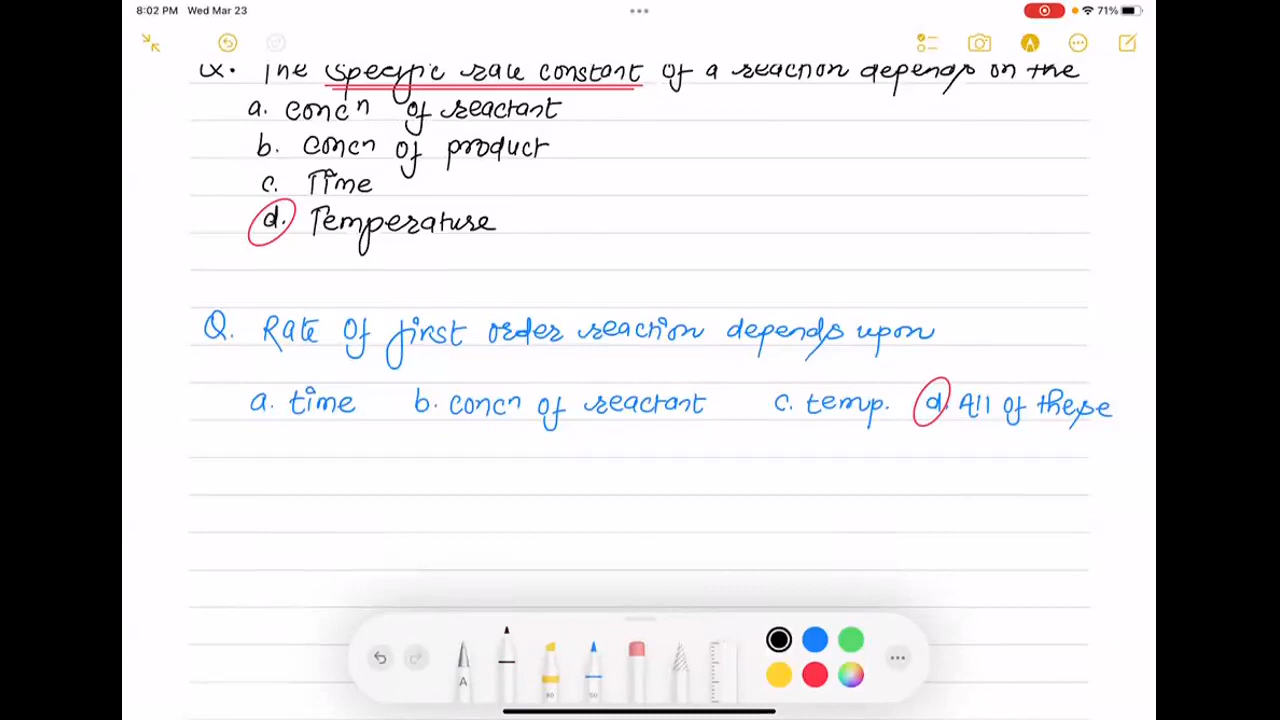 8:02 PM Wed Mar 23
71%
Q. The specific rate constant of a reaction depends on the
a. concn of reactant
b. concn of product
c. Time
d. Temperature
Q. Rate of first order reaction depends upon
a. time b. concn of reactant c. temp. d. All of these
A
80
50